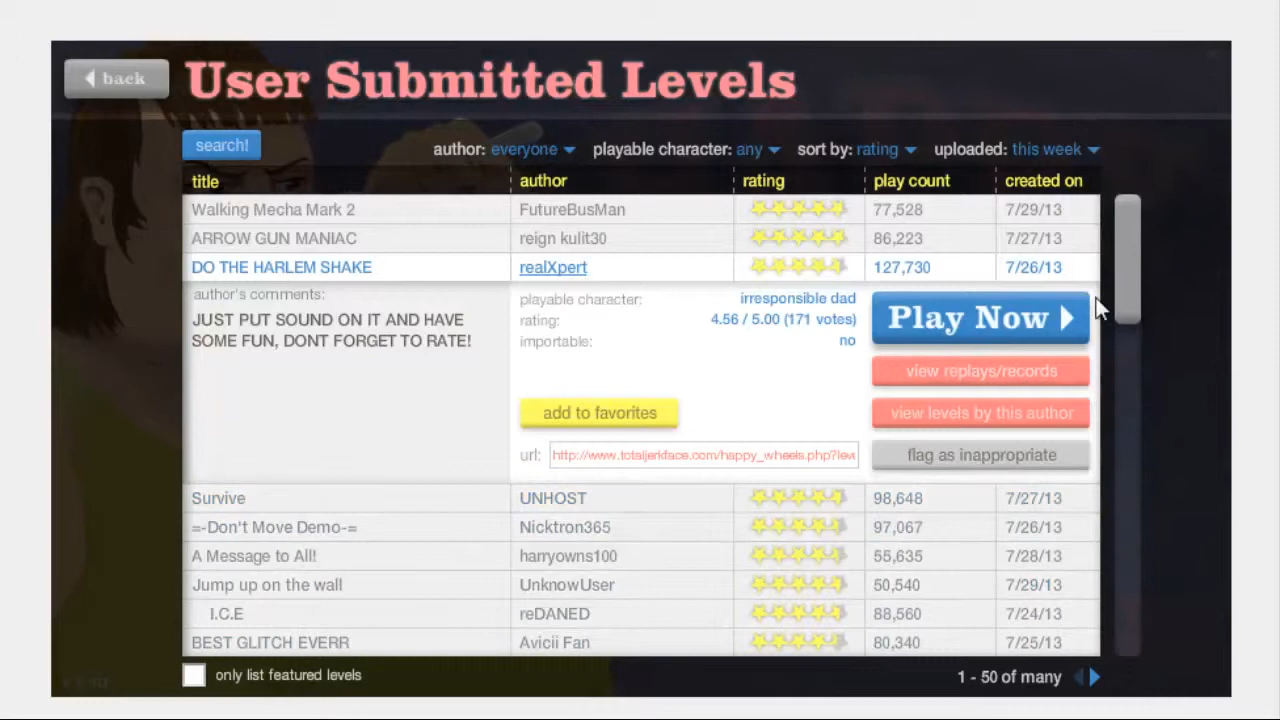 back
User Submitted Levels
search!
author: everyone playable character: any sort by: rating uploaded: this week
title author rating play count created on
Walking Mecha Mark 2 FutureBusMan 77,528 7/29/13
ARROW GUN MANIAC reign kulit30 86,223 7/27/13
DO THE HARLEM SHAKE realXpert 127,730 7/26/13
author's comments:
JUST PUT SOUND ON IT AND HAVE
SOME FUN, DONT FORGET TO RATE!
playable character: irresponsible dad
rating: 4.56 / 5.00 (171 votes)
importable: no
add to favorites
url: http://www.totaljerkface.com/happy_wheels.php?lev
Play Now
view replays/records
view levels by this author
flag as inappropriate
Survive UNHOST 98,648 7/27/13
=-Don't Move Demo-= Nicktron365 97,067 7/26/13
A Message to All! harryowns100 55,635 7/28/13
Jump up on the wall UnknowUser 50,540 7/29/13
I.C.E reDANED 88,560 7/24/13
BEST GLITCH EVERR Avicii Fan 80,340 7/25/13
only list featured levels
1 - 50 of many